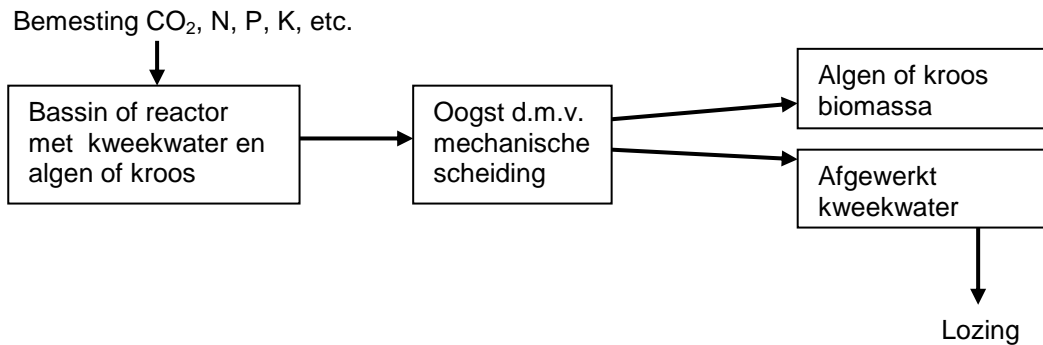 Bemesting CO₂, N, P, K, etc.
Bassin of reactor
met kweekwater en
algen of kroos
Oogst d.m.v.
mechanische
scheiding
Algen of kroos
biomassa
Afgewerkt
kweekwater
Lozing